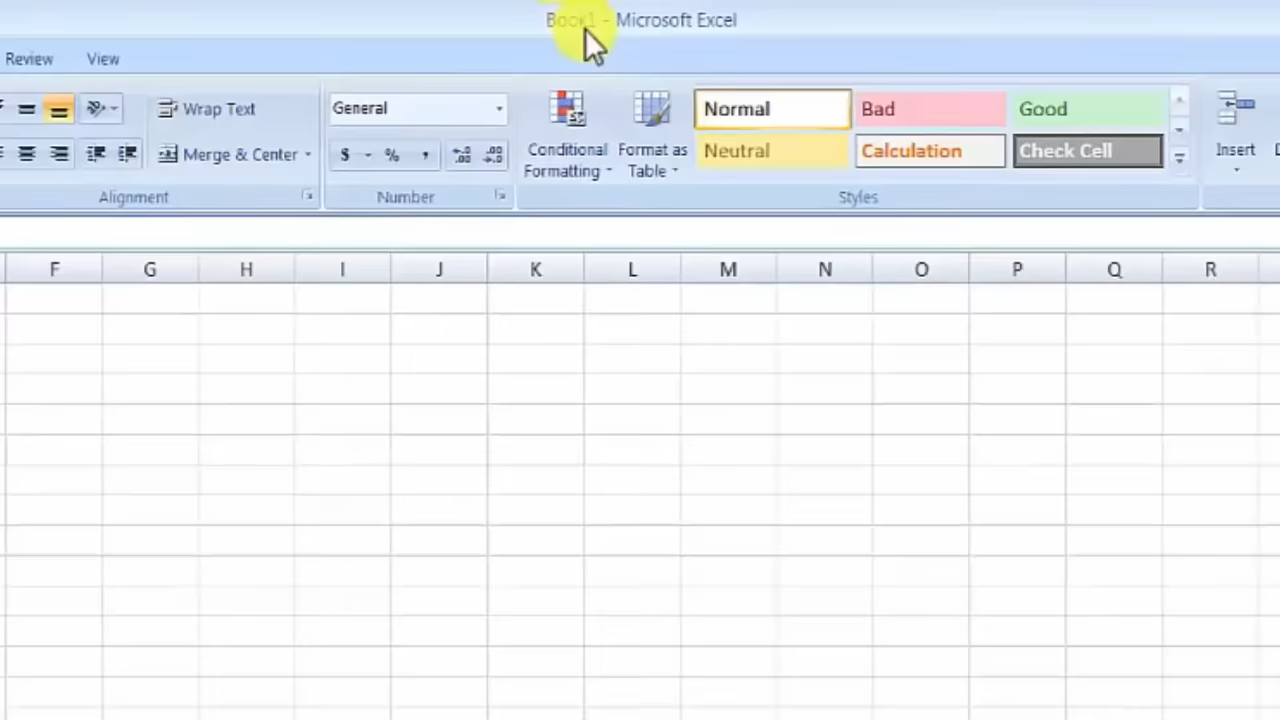 Book1 - Microsoft Excel
Review View
Wrap Text
General
Conditional Formatting
Format as Table
Normal Bad Good
Insert
Merge & Center
$ % ,
Neutral Calculation Check Cell
Alignment Number Styles
F G H I J K L M N O P Q R